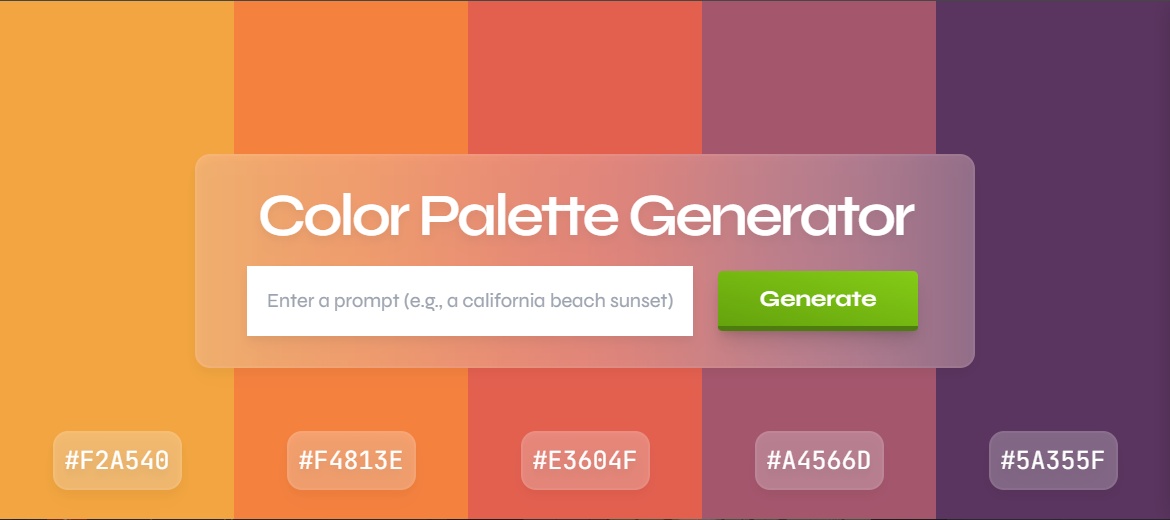 Color Palette Generator
Enter a prompt (e.g., a california beach sunset)
Generate
#F2A540
#F4813E
#E3604F
#A4566D
#5A355F